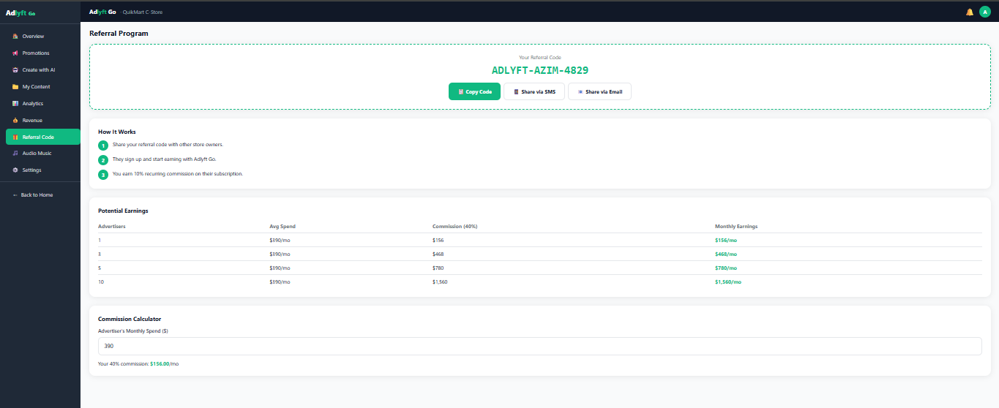 Adlyft Go
Adlyft Go · QuikMart C-Store
A
Overview
Promotions
Create with AI
My Content
Analytics
Revenue
Referral Code
Audio Music
Settings
← Back to Home
Referral Program
Your Referral Code
ADLYFT-AZIM-4829
Copy Code Share via SMS Share via Email
How It Works
1 Share your referral code with other store owners.
2 They sign up and start earning with Adlyft Go.
3 You earn 10% recurring commission on their subscription.
Potential Earnings
Advertisers Avg Spend Commission (40%) Monthly Earnings
1 $390/mo $156 $156/mo
3 $390/mo $468 $468/mo
5 $390/mo $780 $780/mo
10 $390/mo $1,560 $1,560/mo
Commission Calculator
Advertiser's Monthly Spend ($)
390
Your 40% commission: $156.00/mo